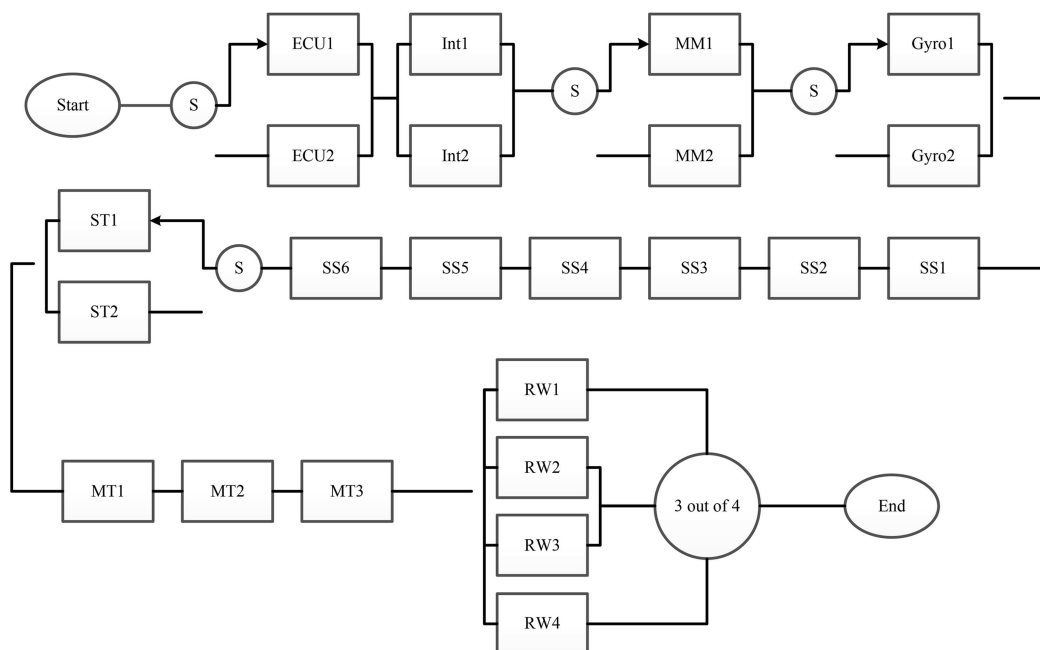 ECU1
Int1
MM1
Gyro1
Start
S
S
S
ECU2
Int2
MM2
Gyro2
ST1
S
SS6
SS5
SS4
SS3
SS2
SS1
ST2
RW1
RW2
MT1
MT2
MT3
3 out of 4
End
RW3
RW4